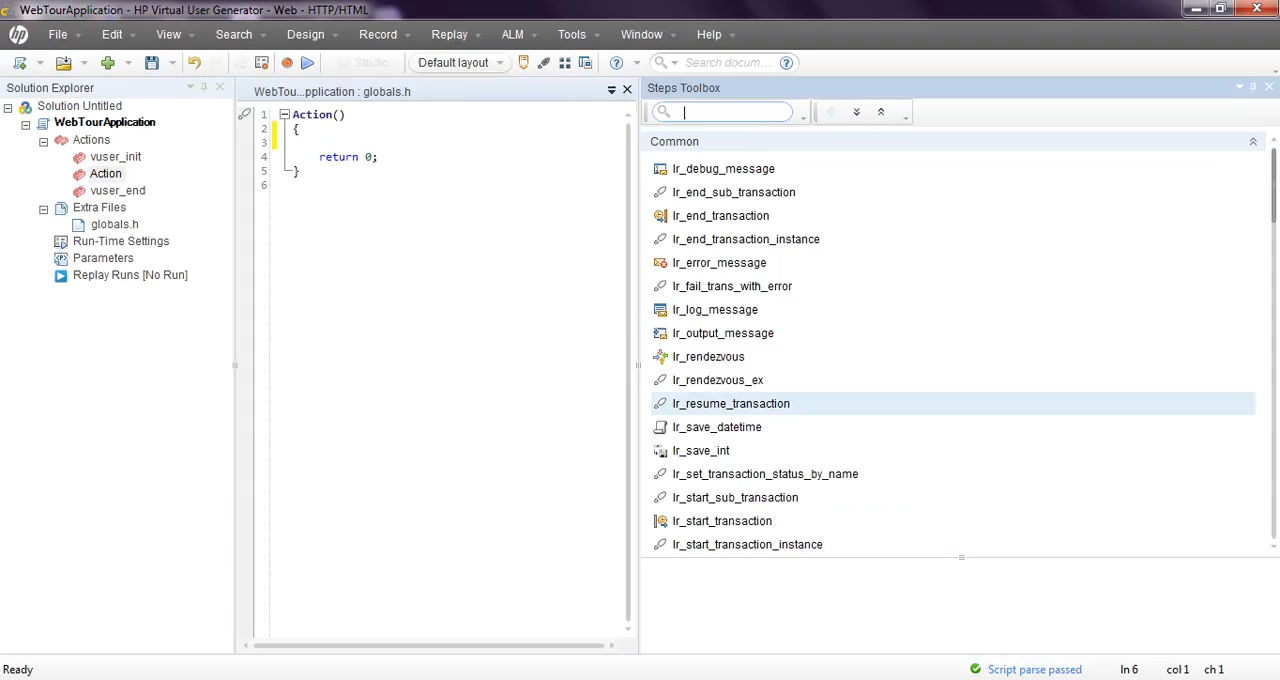 WebTourApplication - HP Virtual User Generator - Web - HTTP/HTML
hp File Edit View Search Design Record Replay ALM Tools Window Help
Studio Default layout Search docum...
Solution Explorer
Solution Untitled
WebTourApplication
Actions
vuser_init
Action
vuser_end
Extra Files
globals.h
Run-Time Settings
Parameters
Replay Runs [No Run]
WebTou...pplication : globals.h
1 Action()
2 {
3
4 return 0;
5 }
6
Steps Toolbox
Common
lr_debug_message
lr_end_sub_transaction
lr_end_transaction
lr_end_transaction_instance
lr_error_message
lr_fail_trans_with_error
lr_log_message
lr_output_message
lr_rendezvous
lr_rendezvous_ex
lr_resume_transaction
lr_save_datetime
lr_save_int
lr_set_transaction_status_by_name
lr_start_sub_transaction
lr_start_transaction
lr_start_transaction_instance
Ready Script parse passed ln 6 col 1 ch 1